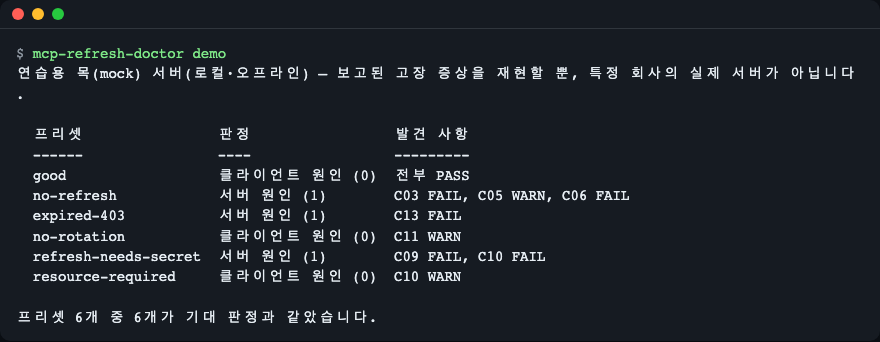 $ mcp-refresh-doctor demo
연습용 목(mock) 서버(로컬·오프라인) — 보고된 고장 증상을 재현할 뿐, 특정 회사의 실제 서버가 아닙니다
.
프리셋 판정 발견 사항
------ ---- ---------
good 클라이언트 원인 (0) 전부 PASS
no-refresh 서버 원인 (1) C03 FAIL, C05 WARN, C06 FAIL
expired-403 서버 원인 (1) C13 FAIL
no-rotation 클라이언트 원인 (0) C11 WARN
refresh-needs-secret 서버 원인 (1) C09 FAIL, C10 FAIL
resource-required 클라이언트 원인 (0) C10 WARN
프리셋 6개 중 6개가 기대 판정과 같았습니다.